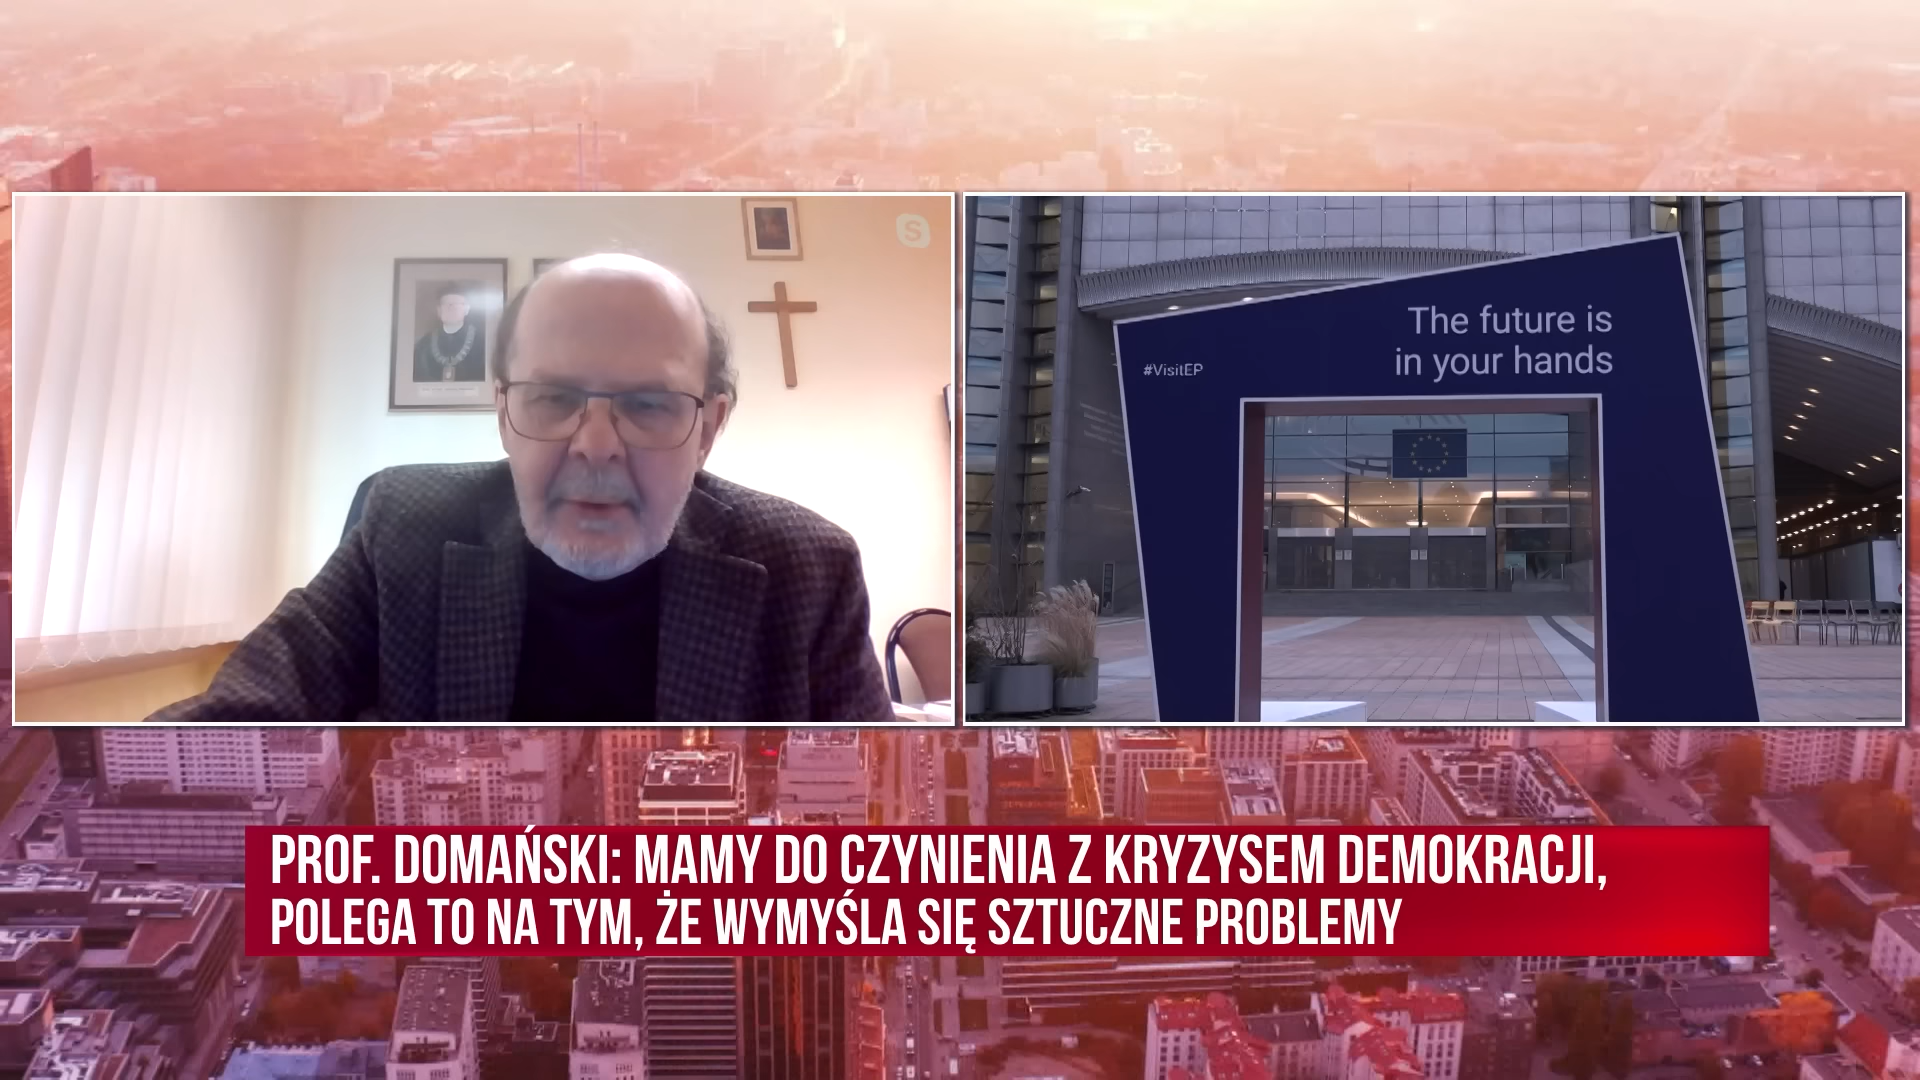 The future is
in your hands
#VisitEP
PROF. DOMAŃSKI: MAMY DO CZYNIENIA Z KRYZYSEM DEMOKRACJI,
POLEGA TO NA TYM, ŻE WYMYŚLA SIĘ SZTUCZNE PROBLEMY